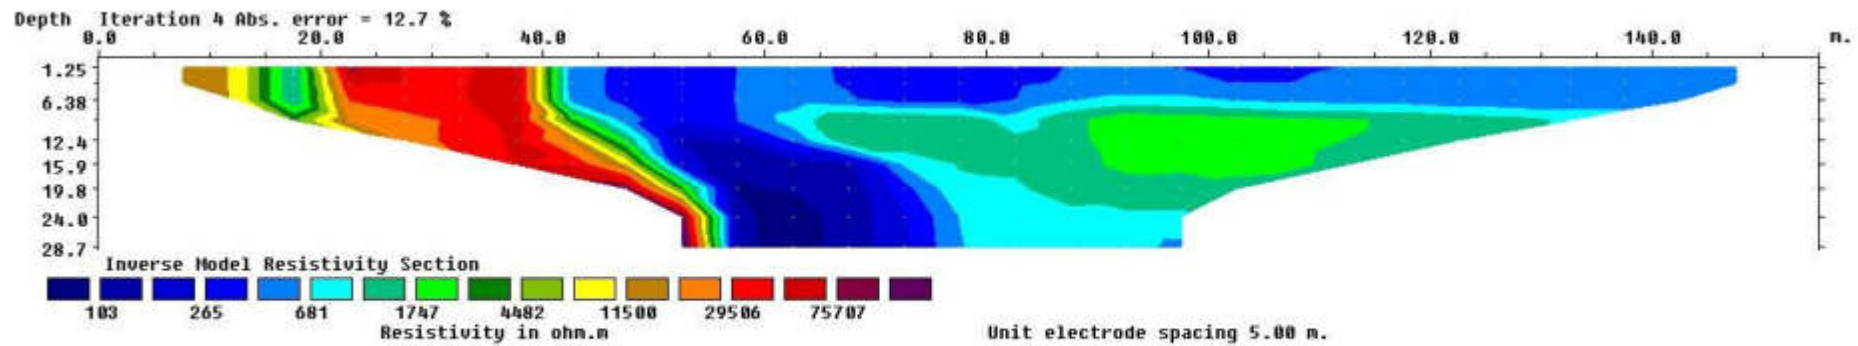 Depth Iteration 4 Abs. error = 12.7 %
0.0 20.0 40.0 60.0 80.0 100.0 120.0 140.0 m.
1.25
6.38
12.4
15.9
19.8
24.0
28.7
Inverse Model Resistivity Section
103 265 681 1747 4482 11500 29506 75707
Resistivity in ohm.m Unit electrode spacing 5.00 m.